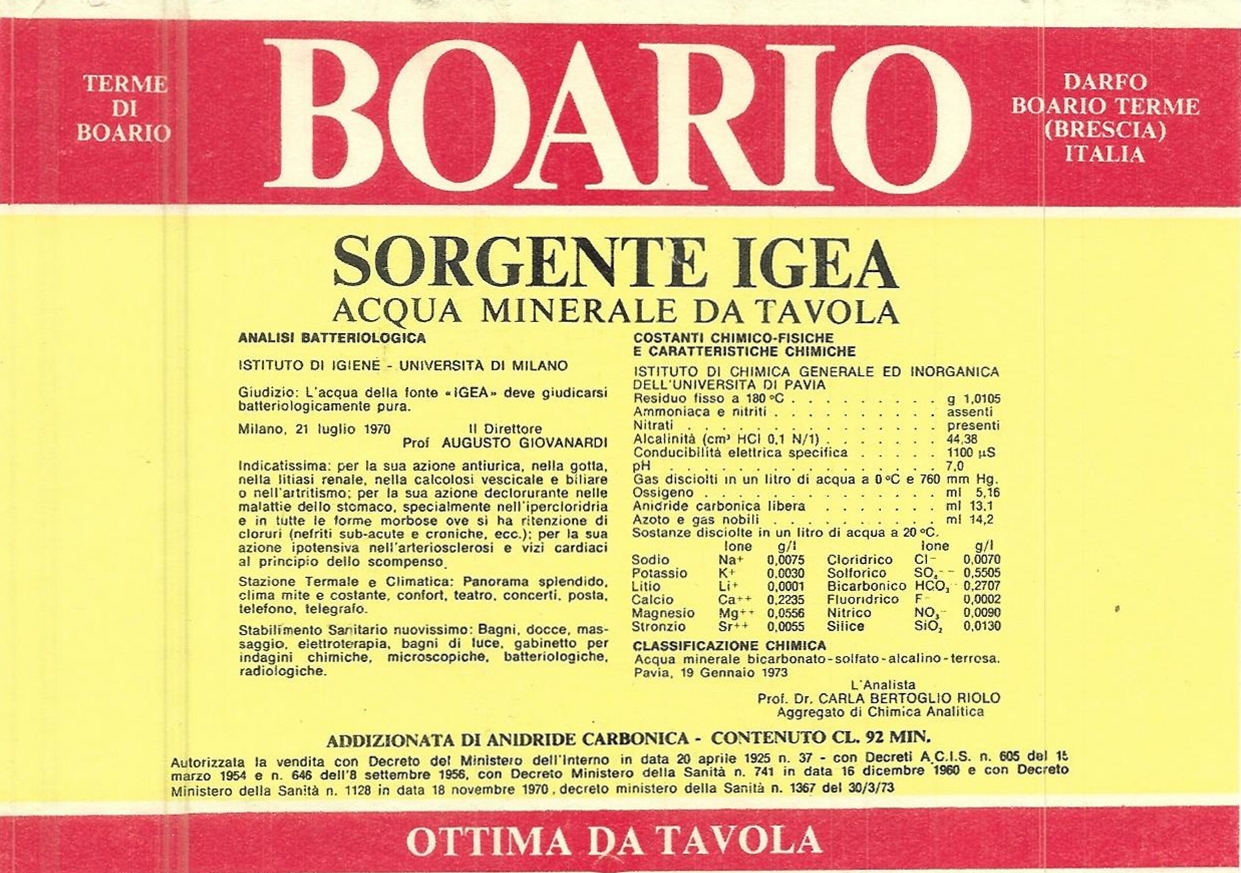 TERME
DI
BOARIO
BOARIO
DARFO
BOARIO TERME
(BRESCIA)
ITALIA
SORGENTE IGEA
ACQUA MINERALE DA TAVOLA
ANALISI BATTERIOLOGICA
ISTITUTO DI IGIENE - UNIVERSITÀ DI MILANO
Giudizio: L'acqua della fonte «IGEA» deve giudicarsi
batteriologicamente pura.
Milano, 21 luglio 1970 Il Direttore
Prof AUGUSTO GIOVANARDI
Indicatissima: per la sua azione antiurica, nella gotta,
nella litiasi renale, nella calcolosi vescicale e biliare
o nell'artritismo; per la sua azione declorurante nelle
malattie dello stomaco, specialmente nell'ipercloridria
e in tutte le forme morbose ove si ha ritenzione di
cloruri (nefriti sub-acute e croniche, ecc.); per la sua
azione ipotensiva nell'arteriosclerosi e vizi cardiaci
al principio dello scompenso.
Stazione Termale e Climatica: Panorama splendido,
clima mite e costante, confort, teatro, concerti, posta,
telefono, telegrafo.
Stabilimento Sanitario nuovissimo: Bagni, docce, mas-
saggio, elettroterapia, bagni di luce, gabinetto per
indagini chimiche, microscopiche, batteriologiche,
radiologiche.
COSTANTI CHIMICO-FISICHE
E CARATTERISTICHE CHIMICHE
ISTITUTO DI CHIMICA GENERALE ED INORGANICA
DELL'UNIVERSITÀ DI PAVIA
Residuo fisso a 180 °C . . . . . . . . . . g 1,0105
Ammoniaca e nitriti . . . . . . . . . . . assenti
Nitrati . . . . . . . . . . . . . . . . presenti
Alcalinità (cm³ HCl 0,1 N/1) . . . . . . . 44,38
Conducibilità elettrica specifica . . . . . 1100 µS
pH . . . . . . . . . . . . . . . . . . 7,0
Gas disciolti in un litro di acqua a 0 °C e 760 mm Hg.
Ossigeno . . . . . . . . . . . . . . . ml 5,16
Anidride carbonica libera . . . . . . . . ml 13,1
Azoto e gas nobili . . . . . . . . . . . ml 14,2
Sostanze disciolte in un litro di acqua a 20 °C.
Ione g/l Ione g/l
Sodio Na+ 0,0075 Cloridrico Cl- 0,0070
Potassio K+ 0,0030 Solforico SO₄-- 0,5505
Litio Li+ 0,0001 Bicarbonico HCO₃- 0,2707
Calcio Ca++ 0,2235 Fluoridrico F- 0,0002
Magnesio Mg++ 0,0556 Nitrico NO₃- 0,0090
Stronzio Sr++ 0,0055 Silice SiO₂ 0,0130
CLASSIFICAZIONE CHIMICA
Acqua minerale bicarbonato-solfato-alcalino-terrosa.
Pavia, 19 Gennaio 1973
L'Analista
Prof. Dr. CARLA BERTOGLIO RIOLO
Aggregato di Chimica Analitica
ADDIZIONATA DI ANIDRIDE CARBONICA - CONTENUTO CL. 92 MIN.
Autorizzata la vendita con Decreto del Ministero dell'Interno in data 20 aprile 1925 n. 37 - con Decreti A.C.I.S. n. 605 del 15
marzo 1954 e n. 646 dell'8 settembre 1956, con Decreto Ministero della Sanità n. 741 in data 16 dicembre 1960 e con Decreto
Ministero della Sanità n. 1128 in data 18 novembre 1970, decreto ministero della Sanità n. 1367 del 30/3/73
OTTIMA DA TAVOLA